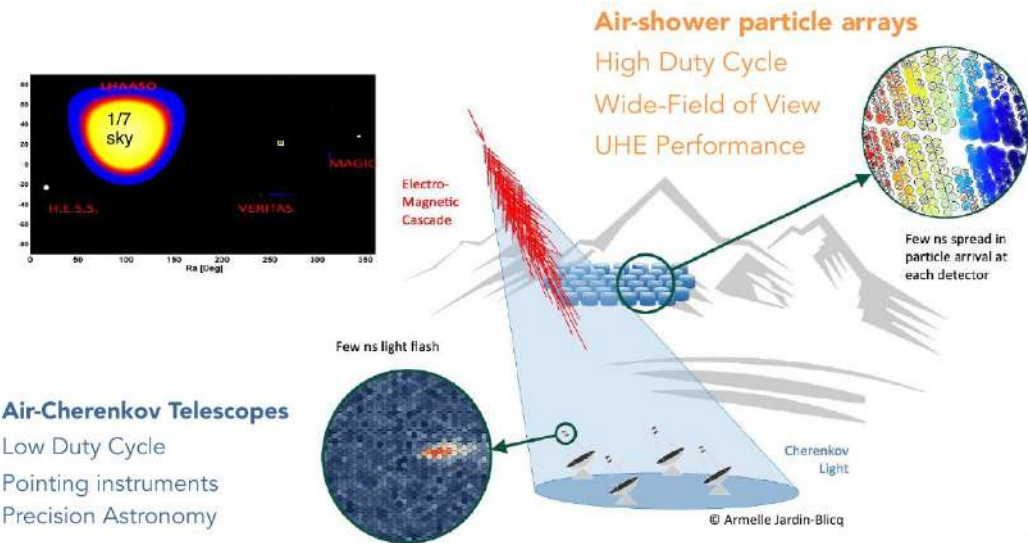 Air-shower particle arrays
High Duty Cycle
Wide-Field of View
UHE Performance
LHAASO
1/7
sky
MAGIC
H.E.S.S.
VERITAS
80
60
40
20
0
-20
-40
-60
-80
0 50 100 150 200 250 300 350
Ra [Deg]
Electro-
Magnetic
Cascade
Few ns spread in
particle arrival at
each detector
Few ns light flash
Air-Cherenkov Telescopes
Low Duty Cycle
Pointing instruments
Precision Astronomy
Cherenkov
Light
© Armelle Jardin-Blicq